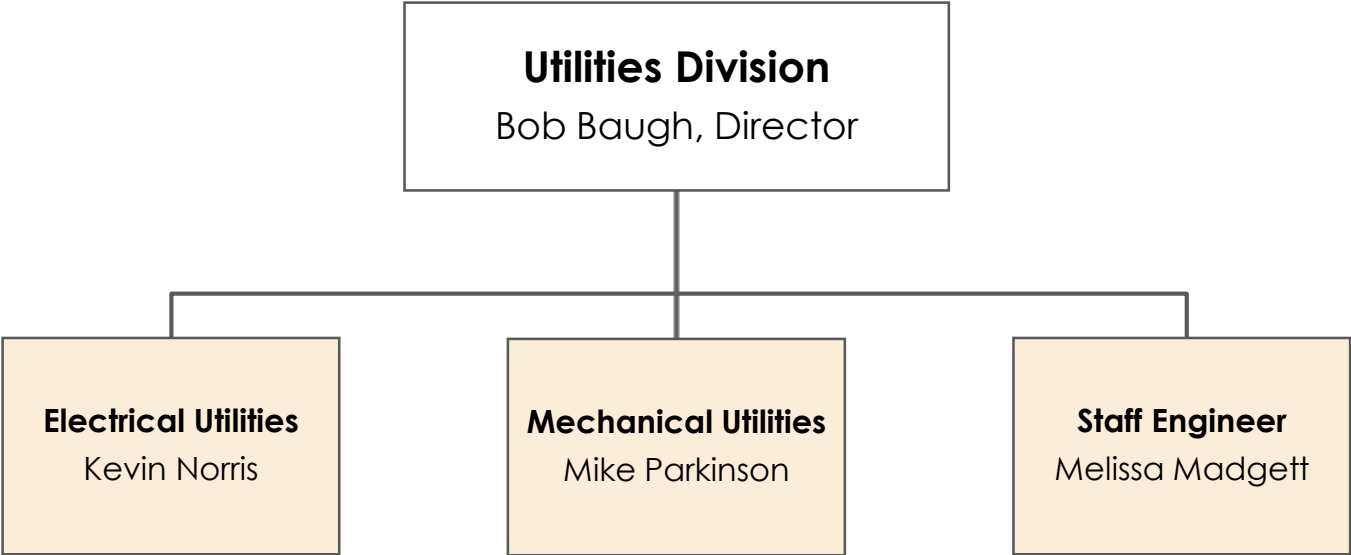 Utilities Division
Bob Baugh, Director
Electrical Utilities
Kevin Norris
Mechanical Utilities
Mike Parkinson
Staff Engineer
Melissa Madgett